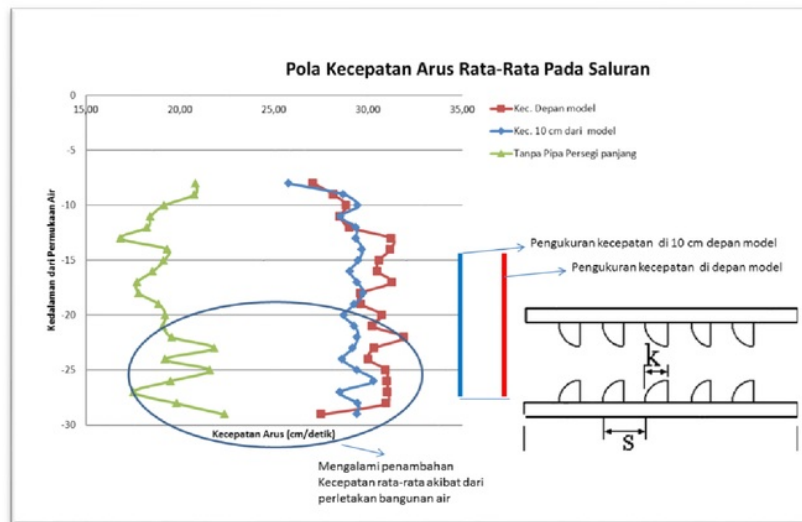 Pola Kecepatan Arus Rata-Rata Pada Saluran
0
15,00 20,00 25,00 30,00 35,00
-5
-10
-15
-20
-25
-30
Kedalaman dari Permukaan Air
Kecepatan Arus (cm/detik)
Kec. Depan model
Kec. 10 cm dari model
Tanpa Pipa Persegi panjang
Pengukuran kecepatan di 10 cm depan model
Pengukuran kecepatan di depan model
k
S
Mengalami penambahan
Kecepatan rata-rata akibat dari
perletakan bangunan air